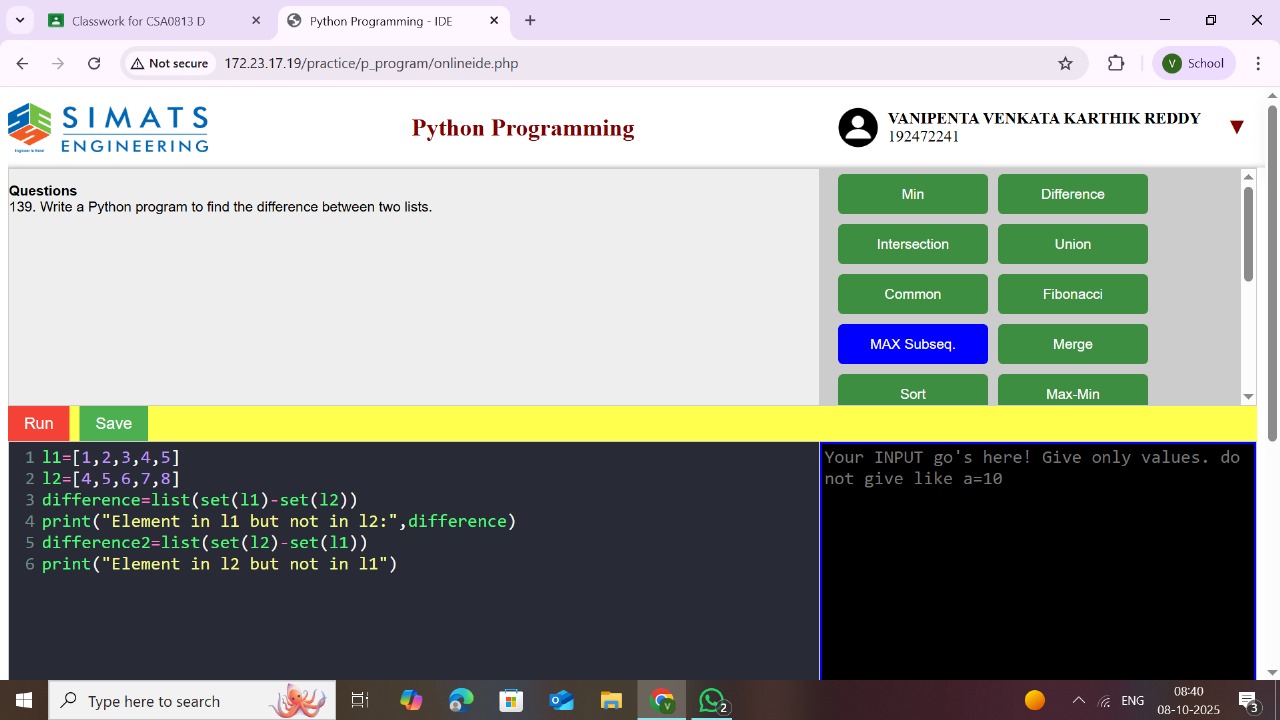 Classwork for CSA0813 D
Python Programming - IDE
Not secure
172.23.17.19/practice/p_program/onlineide.php
V
School
SIMATS
ENGINEERING
Engineer to Excel
Python Programming
VANIPENTA VENKATA KARTHIK REDDY
192472241
Questions
139. Write a Python program to find the difference between two lists.
Min
Difference
Intersection
Union
Common
Fibonacci
MAX Subseq.
Merge
Sort
Max-Min
Run
Save
1 l1=[1,2,3,4,5]
2 l2=[4,5,6,7,8]
3 difference=list(set(l1)-set(l2))
4 print("Element in l1 but not in l2:",difference)
5 difference2=list(set(l2)-set(l1))
6 print("Element in l2 but not in l1")
Your INPUT go's here! Give only values. do
not give like a=10
Type here to search
V
2
ENG
08:40
08-10-2025
3